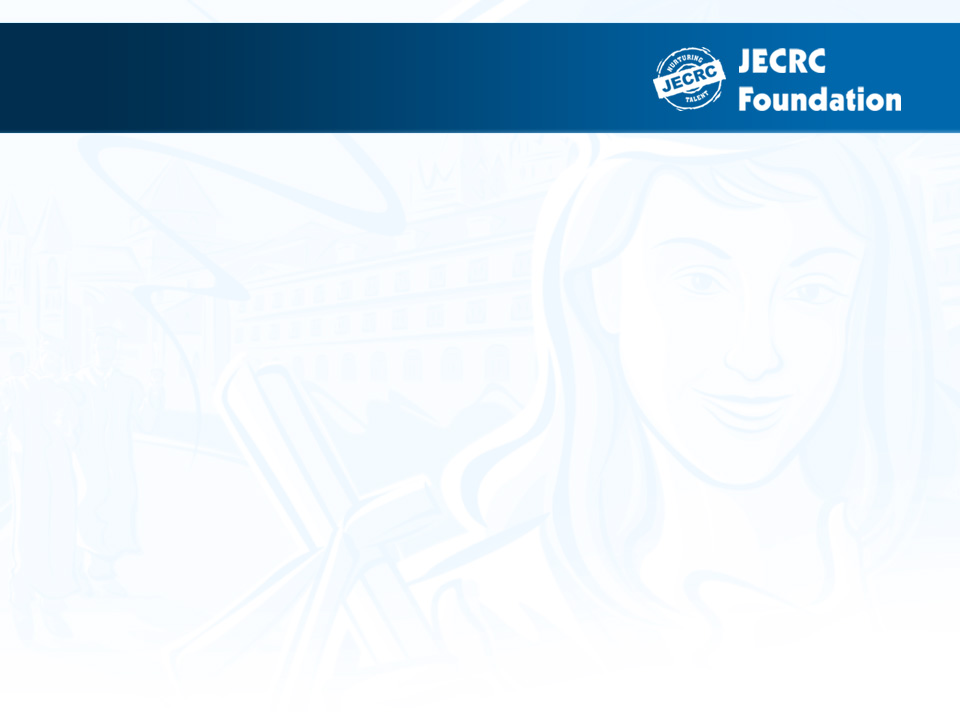 NURTURING
JECRC
TALENT
JECRC
Foundation